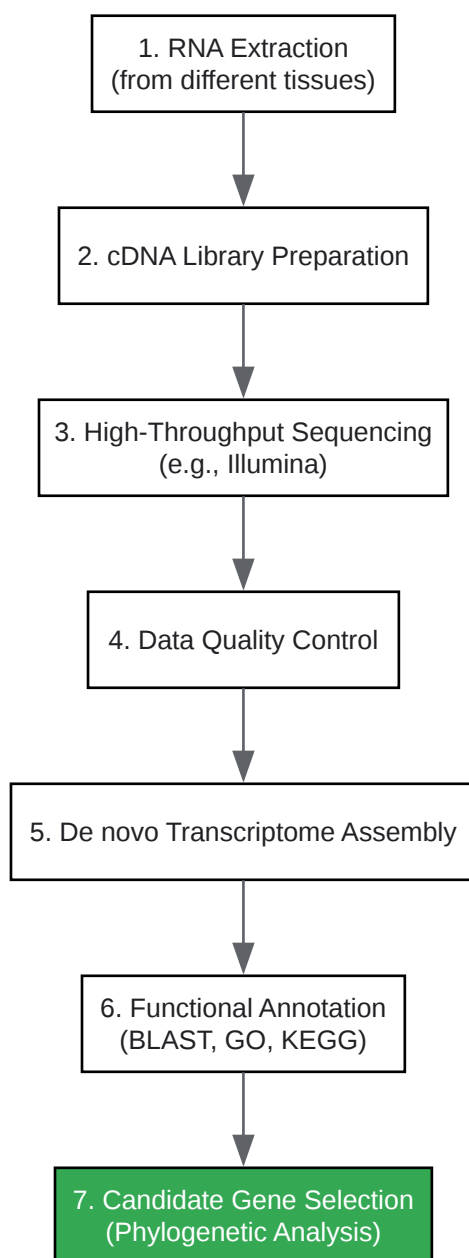 1. RNA Extraction
(from different tissues)
2. cDNA Library Preparation
3. High-Throughput Sequencing
(e.g., Illumina)
4. Data Quality Control
5. De novo Transcriptome Assembly
6. Functional Annotation
(BLAST, GO, KEGG)
7. Candidate Gene Selection
(Phylogenetic Analysis)